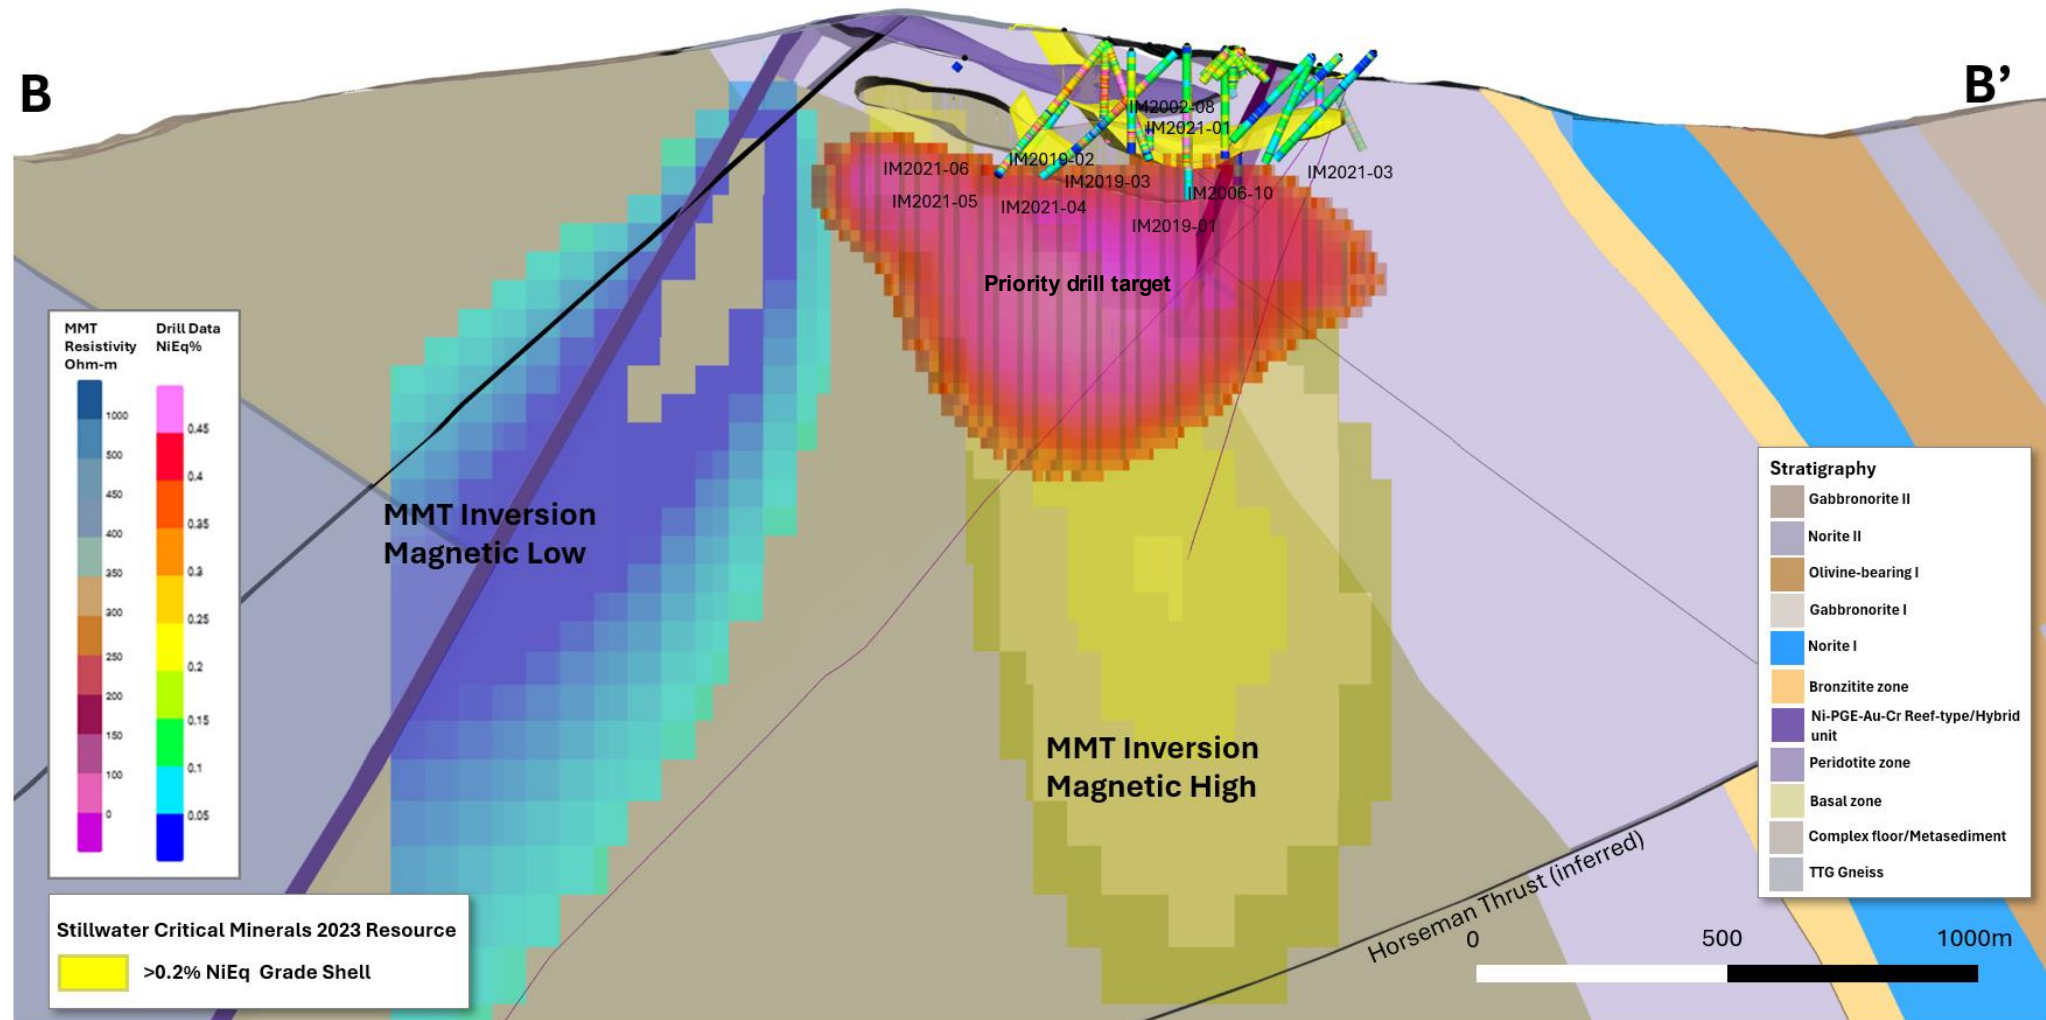 B
B’
IM2002-08
IM2021-01
IM2019-02
IM2021-06
IM2019-03
IM2021-03
IM2006-10
IM2021-05
IM2021-04
IM2019-01
Priority drill target
MMT
Resistivity
Ohm-m
1000
500
450
400
350
300
250
200
150
100
0
Drill Data
NiEq%
0.45
0.4
0.35
0.3
0.25
0.2
0.15
0.1
0.05
MMT Inversion
Magnetic Low
MMT Inversion
Magnetic High
Stratigraphy
Gabbronorite II
Norite II
Olivine-bearing I
Gabbronorite I
Norite I
Bronzitite zone
Ni-PGE-Au-Cr Reef-type/Hybrid
unit
Peridotite zone
Basal zone
Complex floor/Metasediment
TTG Gneiss
Horseman Thrust (inferred)
Stillwater Critical Minerals 2023 Resource
>0.2% NiEq Grade Shell
0
500
1000m